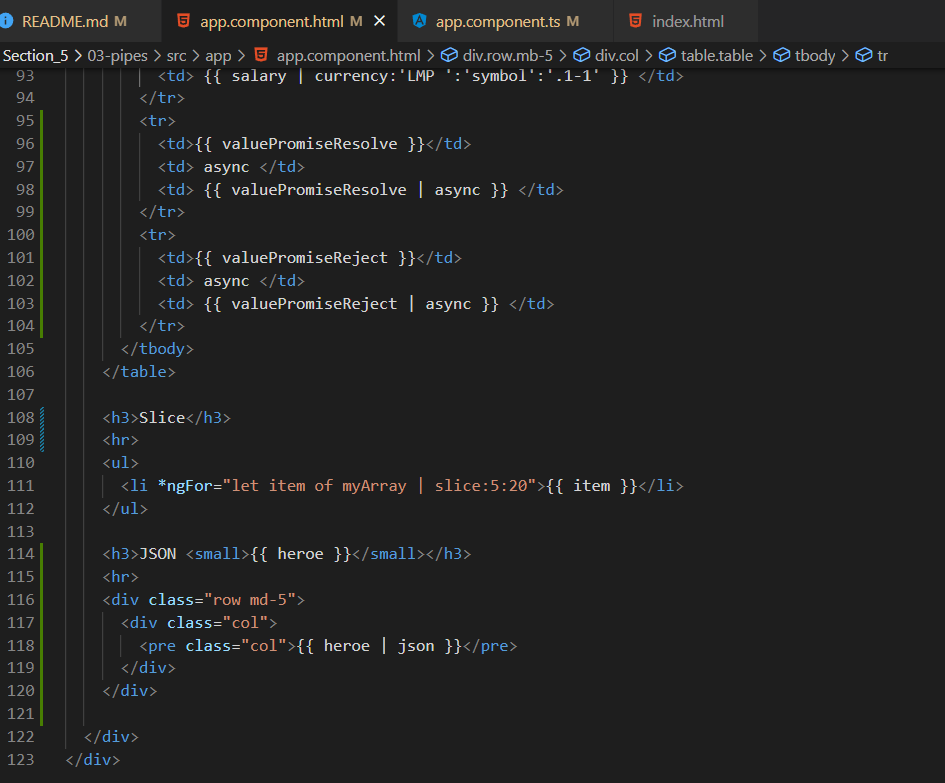 README.md M
app.component.html M
app.component.ts M
index.html
Section_5 > 03-pipes > src > app > app.component.html > div.row.mb-5 > div.col > table.table > tbody > tr
93 <td> {{ salary | currency:'LMP ':'symbol':'.1-1' }} </td>
94 </tr>
95 <tr>
96 <td>{{ valuePromiseResolve }}</td>
97 <td> async </td>
98 <td> {{ valuePromiseResolve | async }} </td>
99 </tr>
100 <tr>
101 <td>{{ valuePromiseReject }}</td>
102 <td> async </td>
103 <td> {{ valuePromiseReject | async }} </td>
104 </tr>
105 </tbody>
106 </table>
107
108 <h3>Slice</h3>
109 <hr>
110 <ul>
111 <li *ngFor="let item of myArray | slice:5:20">{{ item }}</li>
112 </ul>
113
114 <h3>JSON <small>{{ heroe }}</small></h3>
115 <hr>
116 <div class="row md-5">
117 <div class="col">
118 <pre class="col">{{ heroe | json }}</pre>
119 </div>
120 </div>
121
122 </div>
123 </div>